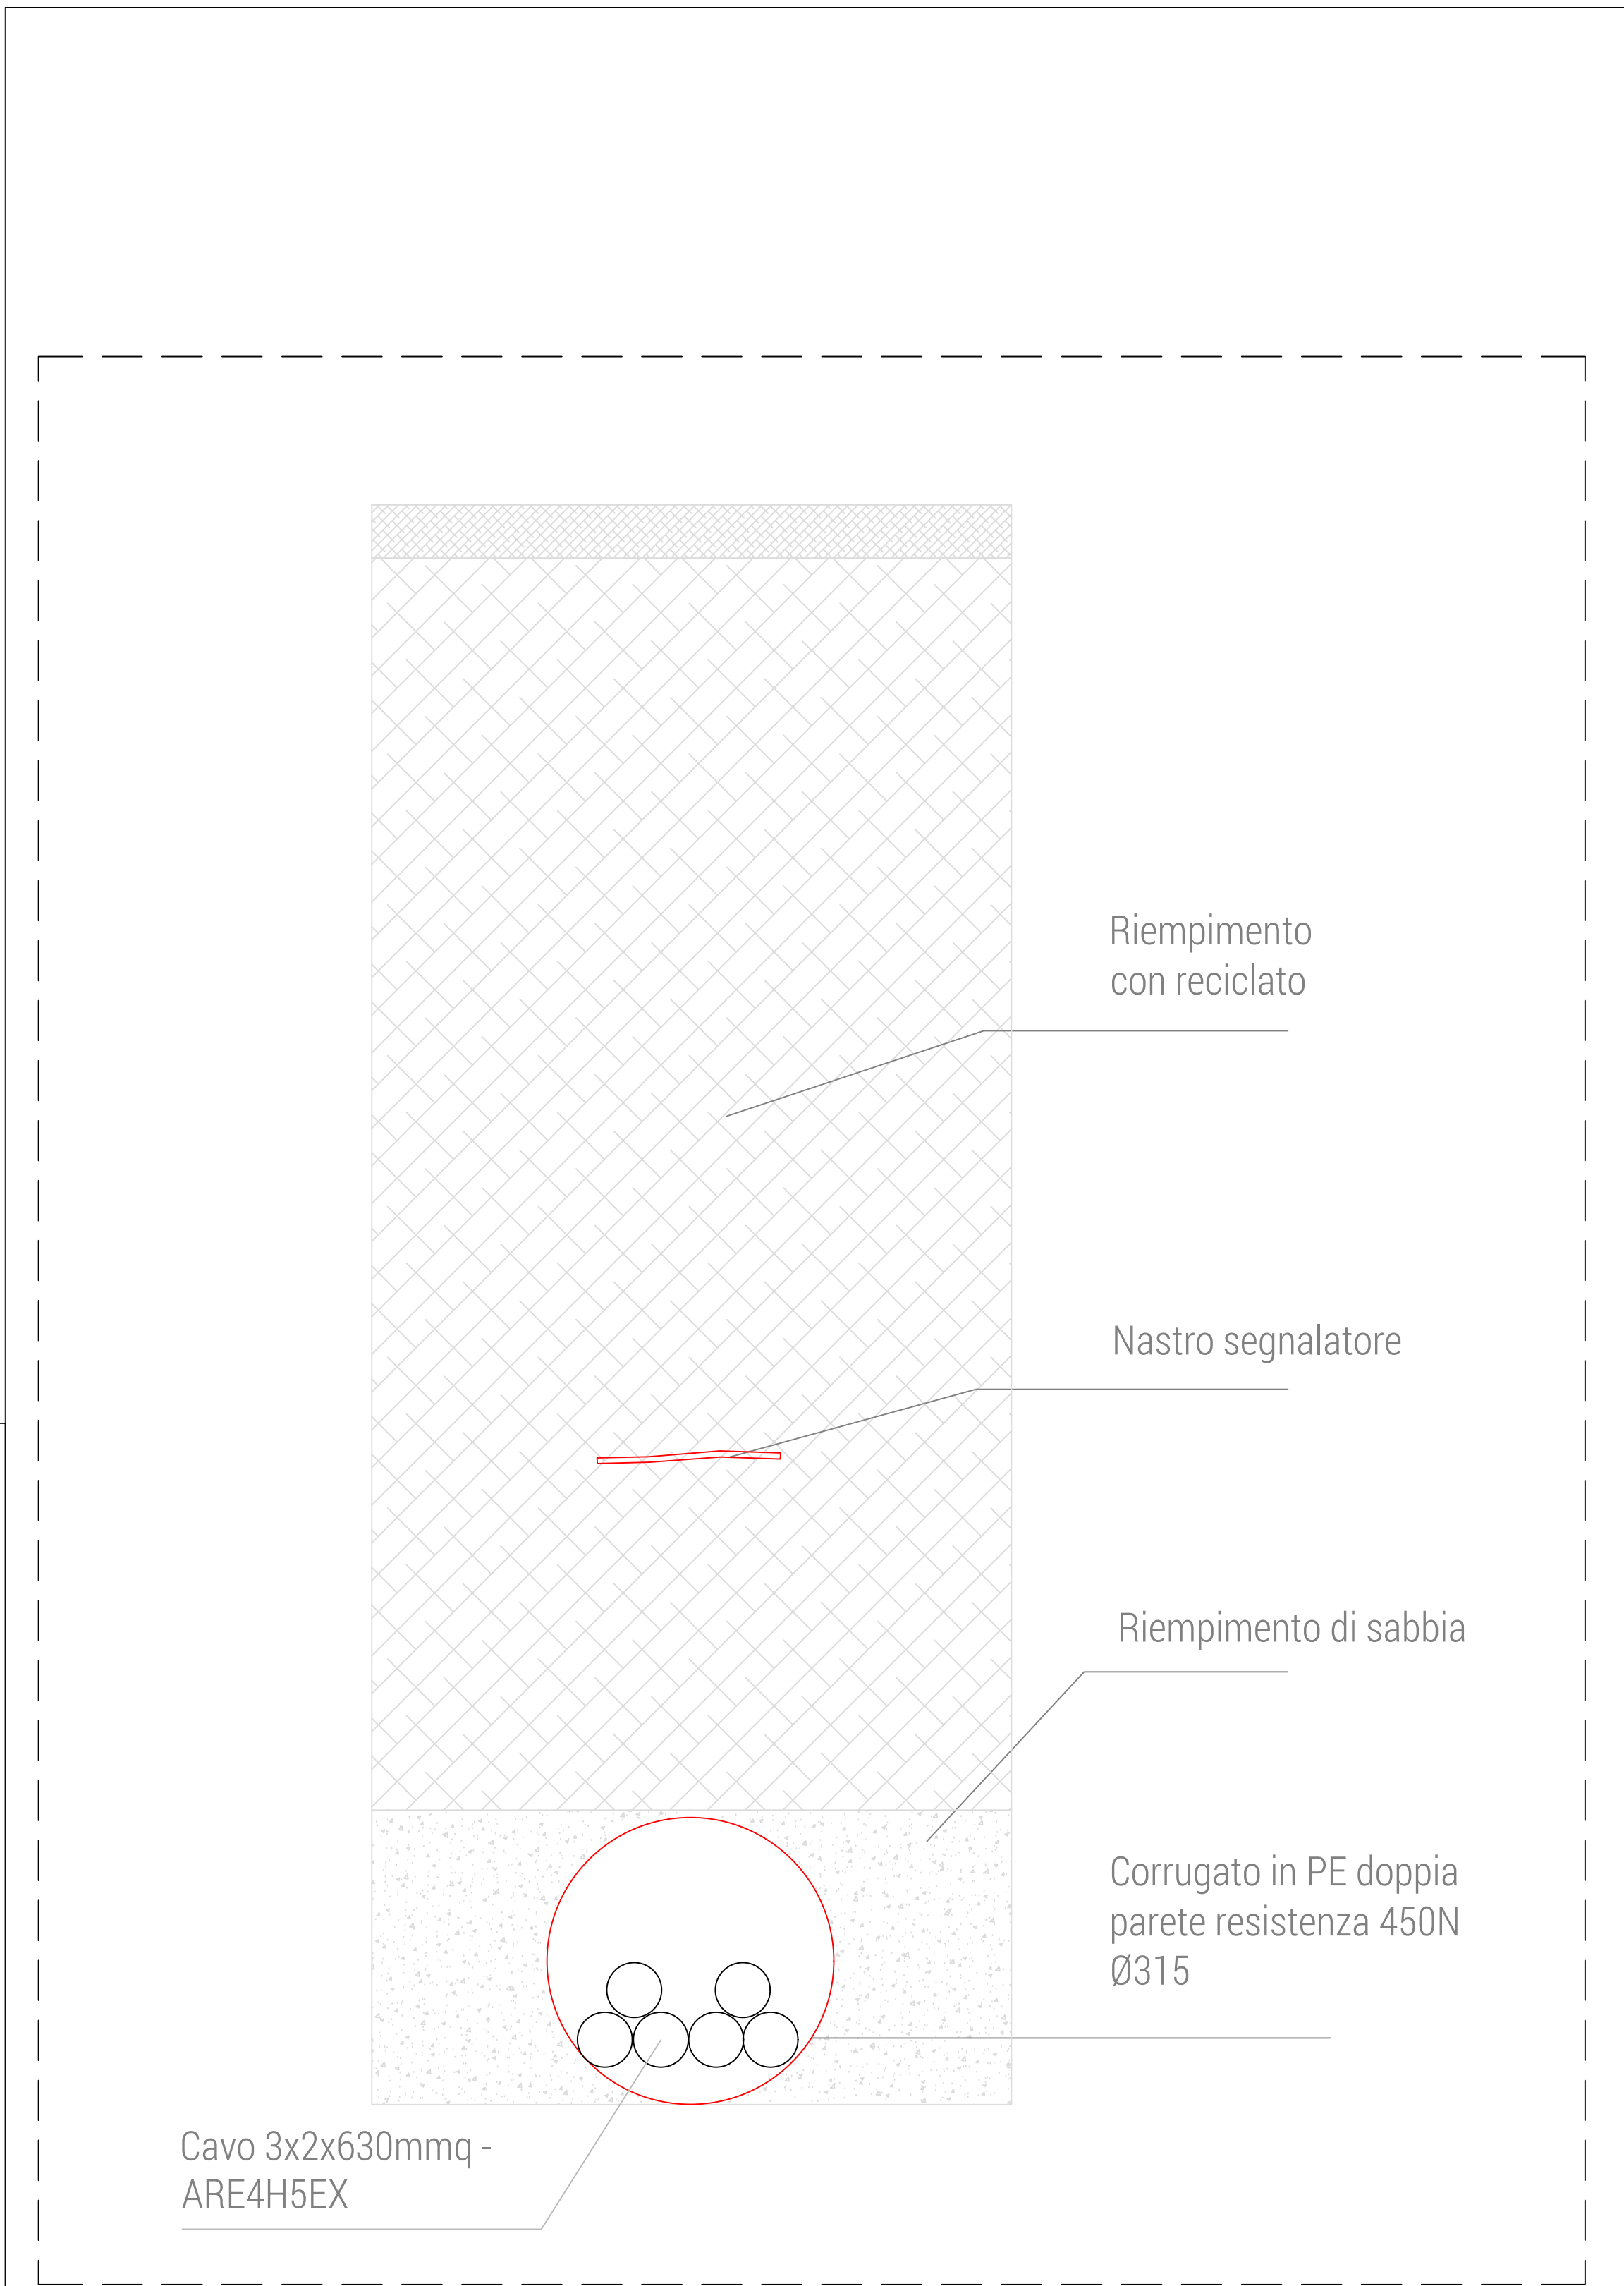 Riempimento
con reciclato
Nastro segnalatore
Riempimento di sabbia
Corrugato in PE doppia
parete resistenza 450N
Ø315
Cavo 3x2x630mmq -
ARE4H5EX